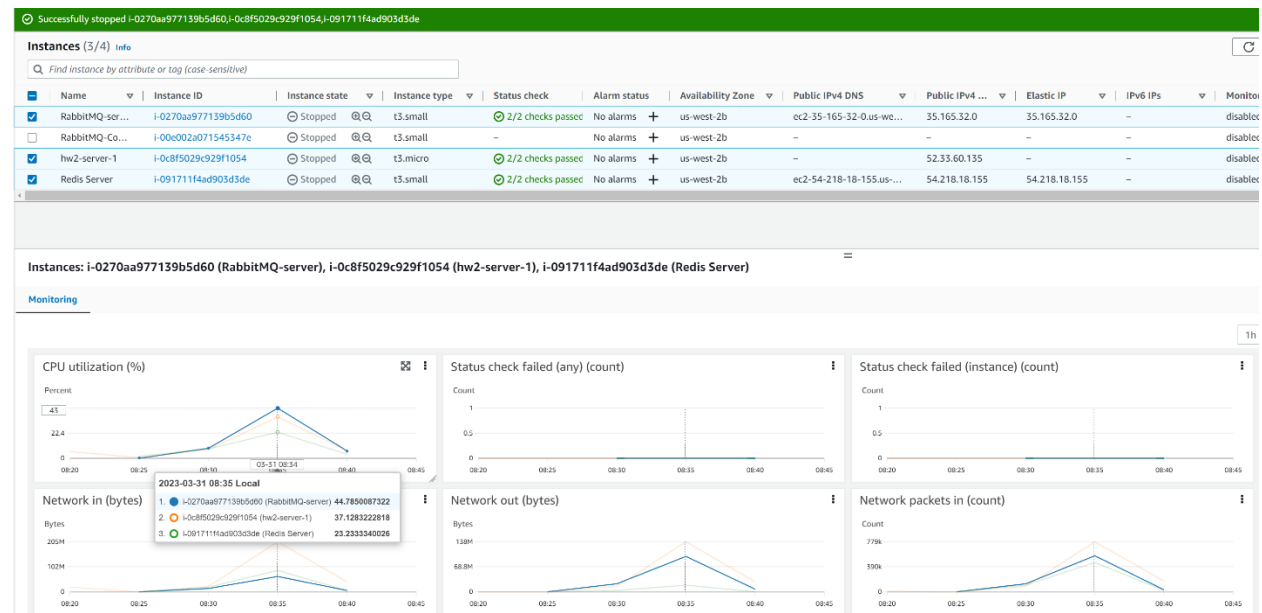 Successfully stopped i-0270aa977139b5d60,i-0c8f5029c929f1054,i-091711f4ad903d3de
Instances (3/4) Info
Find instance by attribute or tag (case-sensitive)
Name Instance ID Instance state Instance type Status check Alarm status Availability Zone Public IPv4 DNS Public IPv4 ... Elastic IP IPv6 IPs Monitor
RabbitMQ-ser... i-0270aa977139b5d60 Stopped t3.small 2/2 checks passed No alarms + us-west-2b ec2-35-165-32-0.us-we... 35.165.32.0 35.165.32.0 – disabled
RabbitMQ-Co... i-00e002a071545347e Stopped t3.small – No alarms + us-west-2b – – – – disabled
hw2-server-1 i-0c8f5029c929f1054 Stopped t3.micro 2/2 checks passed No alarms + us-west-2b – 52.33.60.135 – – disabled
Redis Server i-091711f4ad903d3de Stopped t3.small 2/2 checks passed No alarms + us-west-2b ec2-54-218-18-155.us-... 54.218.18.155 54.218.18.155 – disabled
Instances: i-0270aa977139b5d60 (RabbitMQ-server), i-0c8f5029c929f1054 (hw2-server-1), i-091711f4ad903d3de (Redis Server)
Monitoring
1h
CPU utilization (%)
Percent
43
22.4
0
08:20 08:25 08:30 08:40 08:45
03-31 08:34
2023-03-31 08:35 Local
1. i-0270aa977139b5d60 (RabbitMQ-server) 44.7850087322
2. i-0c8f5029c929f1054 (hw2-server-1) 37.1283222818
3. i-091711f4ad903d3de (Redis Server) 23.2333340026
Status check failed (any) (count)
Count
1
0.5
0
08:20 08:25 08:30 08:35 08:40 08:45
Status check failed (instance) (count)
Count
1
0.5
0
08:20 08:25 08:30 08:35 08:40 08:45
Network in (bytes)
Bytes
205M
102M
0
08:20 08:25 08:30 08:35 08:40 08:45
Network out (bytes)
Bytes
138M
68.8M
0
08:20 08:25 08:30 08:35 08:40 08:45
Network packets in (count)
Count
779k
390k
0
08:20 08:25 08:30 08:35 08:40 08:45